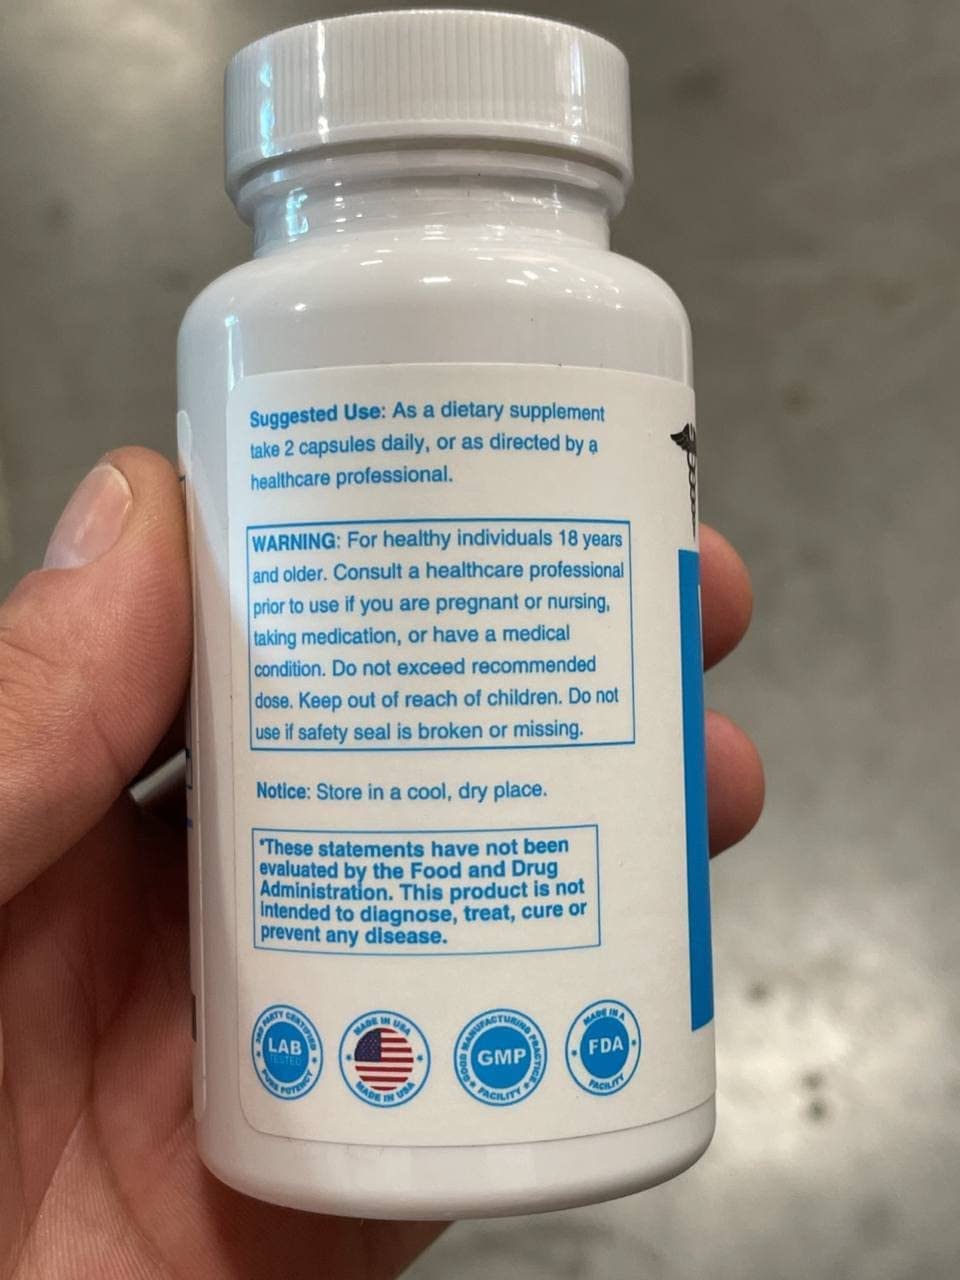 Suggested Use: As a dietary supplement
take 2 capsules daily, or as directed by a
healthcare professional.
WARNING: For healthy individuals 18 years
and older. Consult a healthcare professional
prior to use if you are pregnant or nursing,
taking medication, or have a medical
condition. Do not exceed recommended
dose. Keep out of reach of children. Do not
use if safety seal is broken or missing.
Notice: Store in a cool, dry place.
*These statements have not been
evaluated by the Food and Drug
Administration. This product is not
intended to diagnose, treat, cure or
prevent any disease.
3RD PARTY CERTIFIED
LAB
TESTED
PURE POTENCY
MADE IN USA
MADE IN USA
GOOD MANUFACTURING PRACTICE
GMP
FACILITY
MADE IN A
FDA
FACILITY